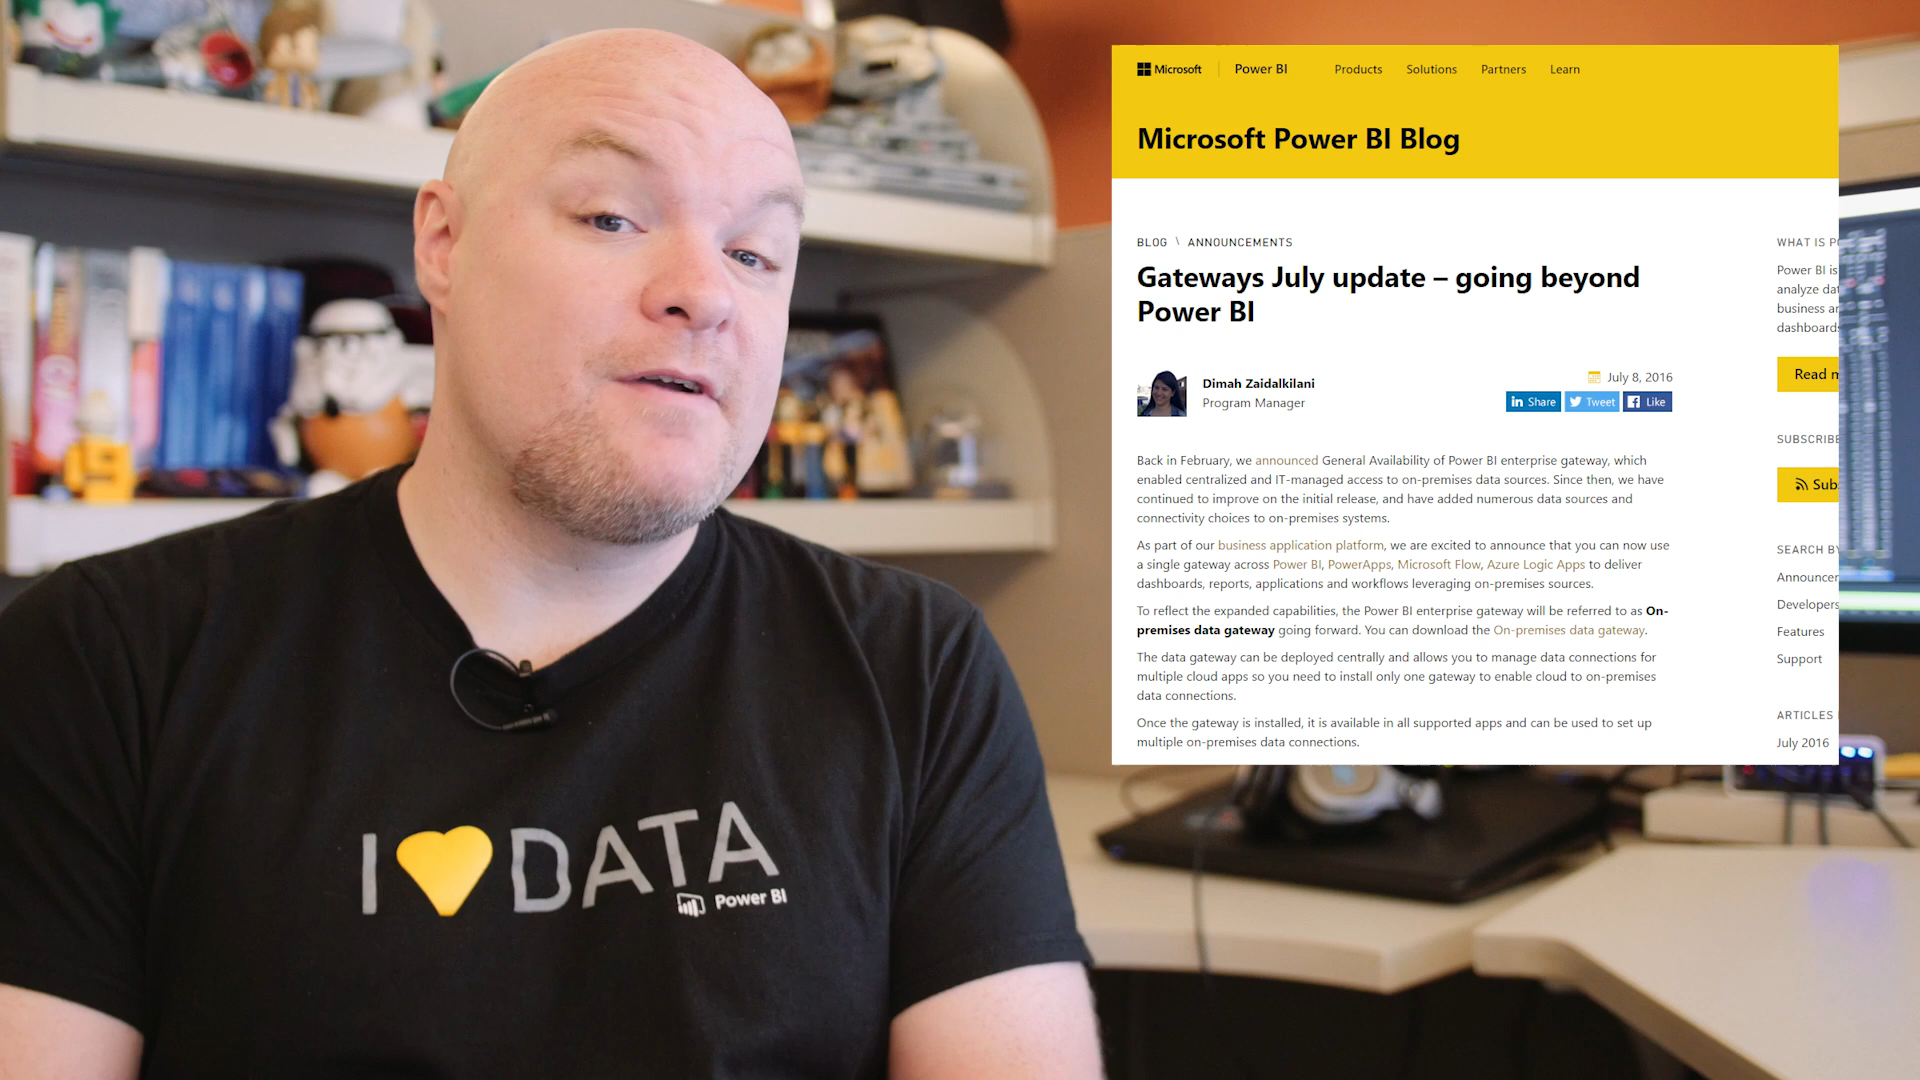 Microsoft Power BI Products Solutions Partners Learn
Microsoft Power BI Blog
BLOG \ ANNOUNCEMENTS
Gateways July update – going beyond
Power BI
Dimah Zaidalkilani
Program Manager
July 8, 2016
in Share Tweet Like
Back in February, we announced General Availability of Power BI enterprise gateway, which
enabled centralized and IT-managed access to on-premises data sources. Since then, we have
continued to improve on the initial release, and have added numerous data sources and
connectivity choices to on-premises systems.
As part of our business application platform, we are excited to announce that you can now use
a single gateway across Power BI, PowerApps, Microsoft Flow, Azure Logic Apps to deliver
dashboards, reports, applications and workflows leveraging on-premises sources.
To reflect the expanded capabilities, the Power BI enterprise gateway will be referred to as On-
premises data gateway going forward. You can download the On-premises data gateway.
The data gateway can be deployed centrally and allows you to manage data connections for
multiple cloud apps so you need to install only one gateway to enable cloud to on-premises
data connections.
Once the gateway is installed, it is available in all supported apps and can be used to set up
multiple on-premises data connections.
WHAT IS
Power BI is
analyze
business
dashboards
Read
SUBSCRIBE
Sub
SEARCH BY
Developers
Features
Support
ARTICLES
July 2016
I DATA
Power BI